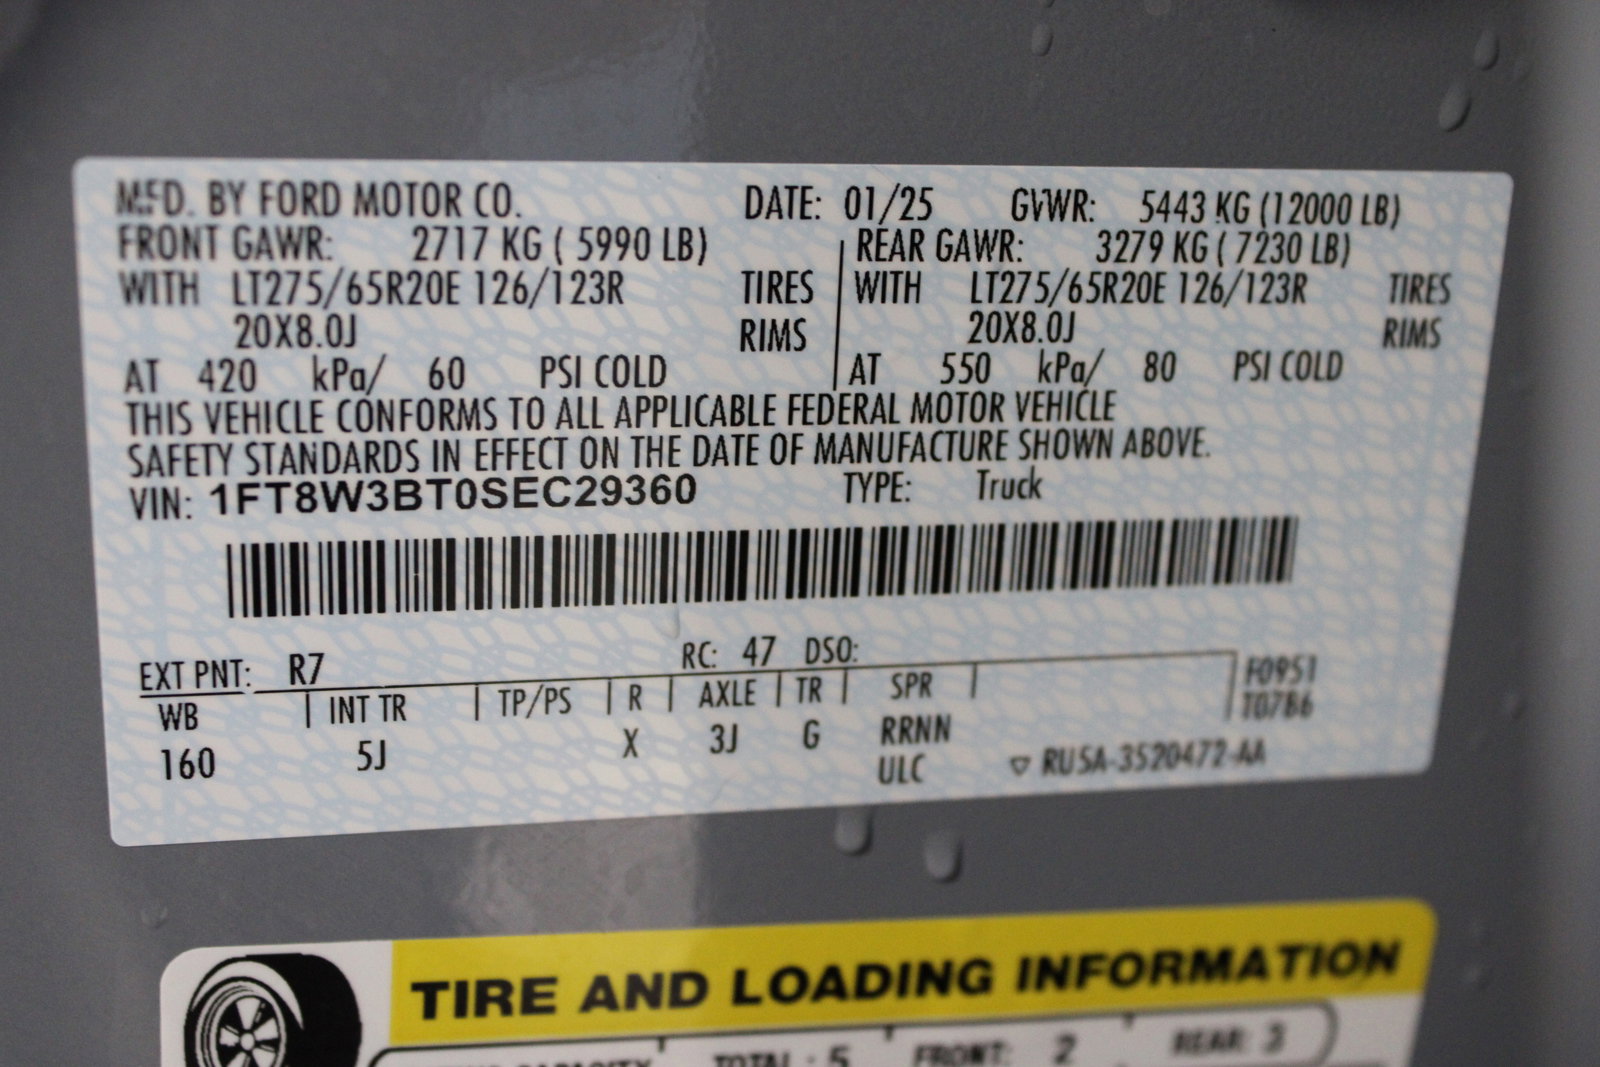 MFD. BY FORD MOTOR CO. DATE: 01/25 GVWR: 5443 KG (12000 LB)
FRONT GAWR: 2717 KG ( 5990 LB) REAR GAWR: 3279 KG ( 7230 LB)
WITH LT275/65R20E 126/123R TIRES WITH LT275/65R20E 126/123R TIRES
20X8.0J RIMS 20X8.0J RIMS
AT 420 kPa/ 60 PSI COLD AT 550 kPa/ 80 PSI COLD
THIS VEHICLE CONFORMS TO ALL APPLICABLE FEDERAL MOTOR VEHICLE
SAFETY STANDARDS IN EFFECT ON THE DATE OF MANUFACTURE SHOWN ABOVE.
VIN: 1FT8W3BT0SEC29360 TYPE: Truck
EXT PNT: R7 RC: 47 DSO:
WB INT TR TP/PS R AXLE TR SPR F0951
T0786
160 5J X 3J G RRNN
ULC ▽ RUSA-3520472-AA
TIRE AND LOADING INFORMATION
CAPACITY TOTAL : 5 FRONT: 2 REAR: 3